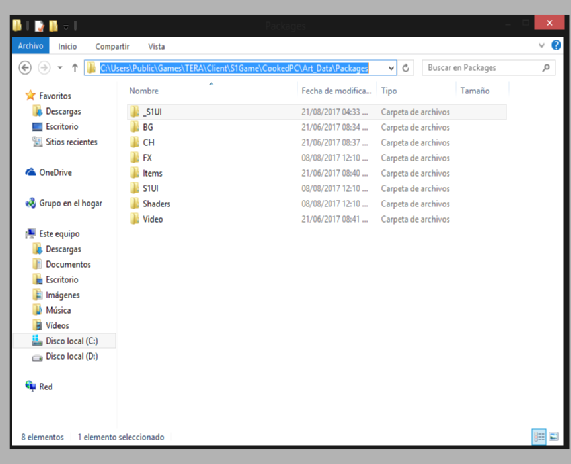 Packages
Archivo Inicio Compartir Vista
C:\Users\Public\Games\TERA\Client\S1Game\CookedPC\Art_Data\Packages Buscar en Packages
Nombre Fecha de modifica... Tipo Tamaño
Favoritos
Descargas
Escritorio
Sitios recientes
OneDrive
Grupo en el hogar
Este equipo
Descargas
Documentos
Escritorio
Imágenes
Música
Vídeos
Disco local (C:)
Disco local (D:)
Red
_S1UI 21/08/2017 04:33 ... Carpeta de archivos
BG 21/06/2017 08:34 ... Carpeta de archivos
CH 21/06/2017 08:37 ... Carpeta de archivos
FX 08/08/2017 12:10 ... Carpeta de archivos
Items 21/06/2017 08:40 ... Carpeta de archivos
S1UI 08/08/2017 12:10 ... Carpeta de archivos
Shaders 08/08/2017 12:10 ... Carpeta de archivos
Video 21/06/2017 08:41 ... Carpeta de archivos
8 elementos 1 elemento seleccionado